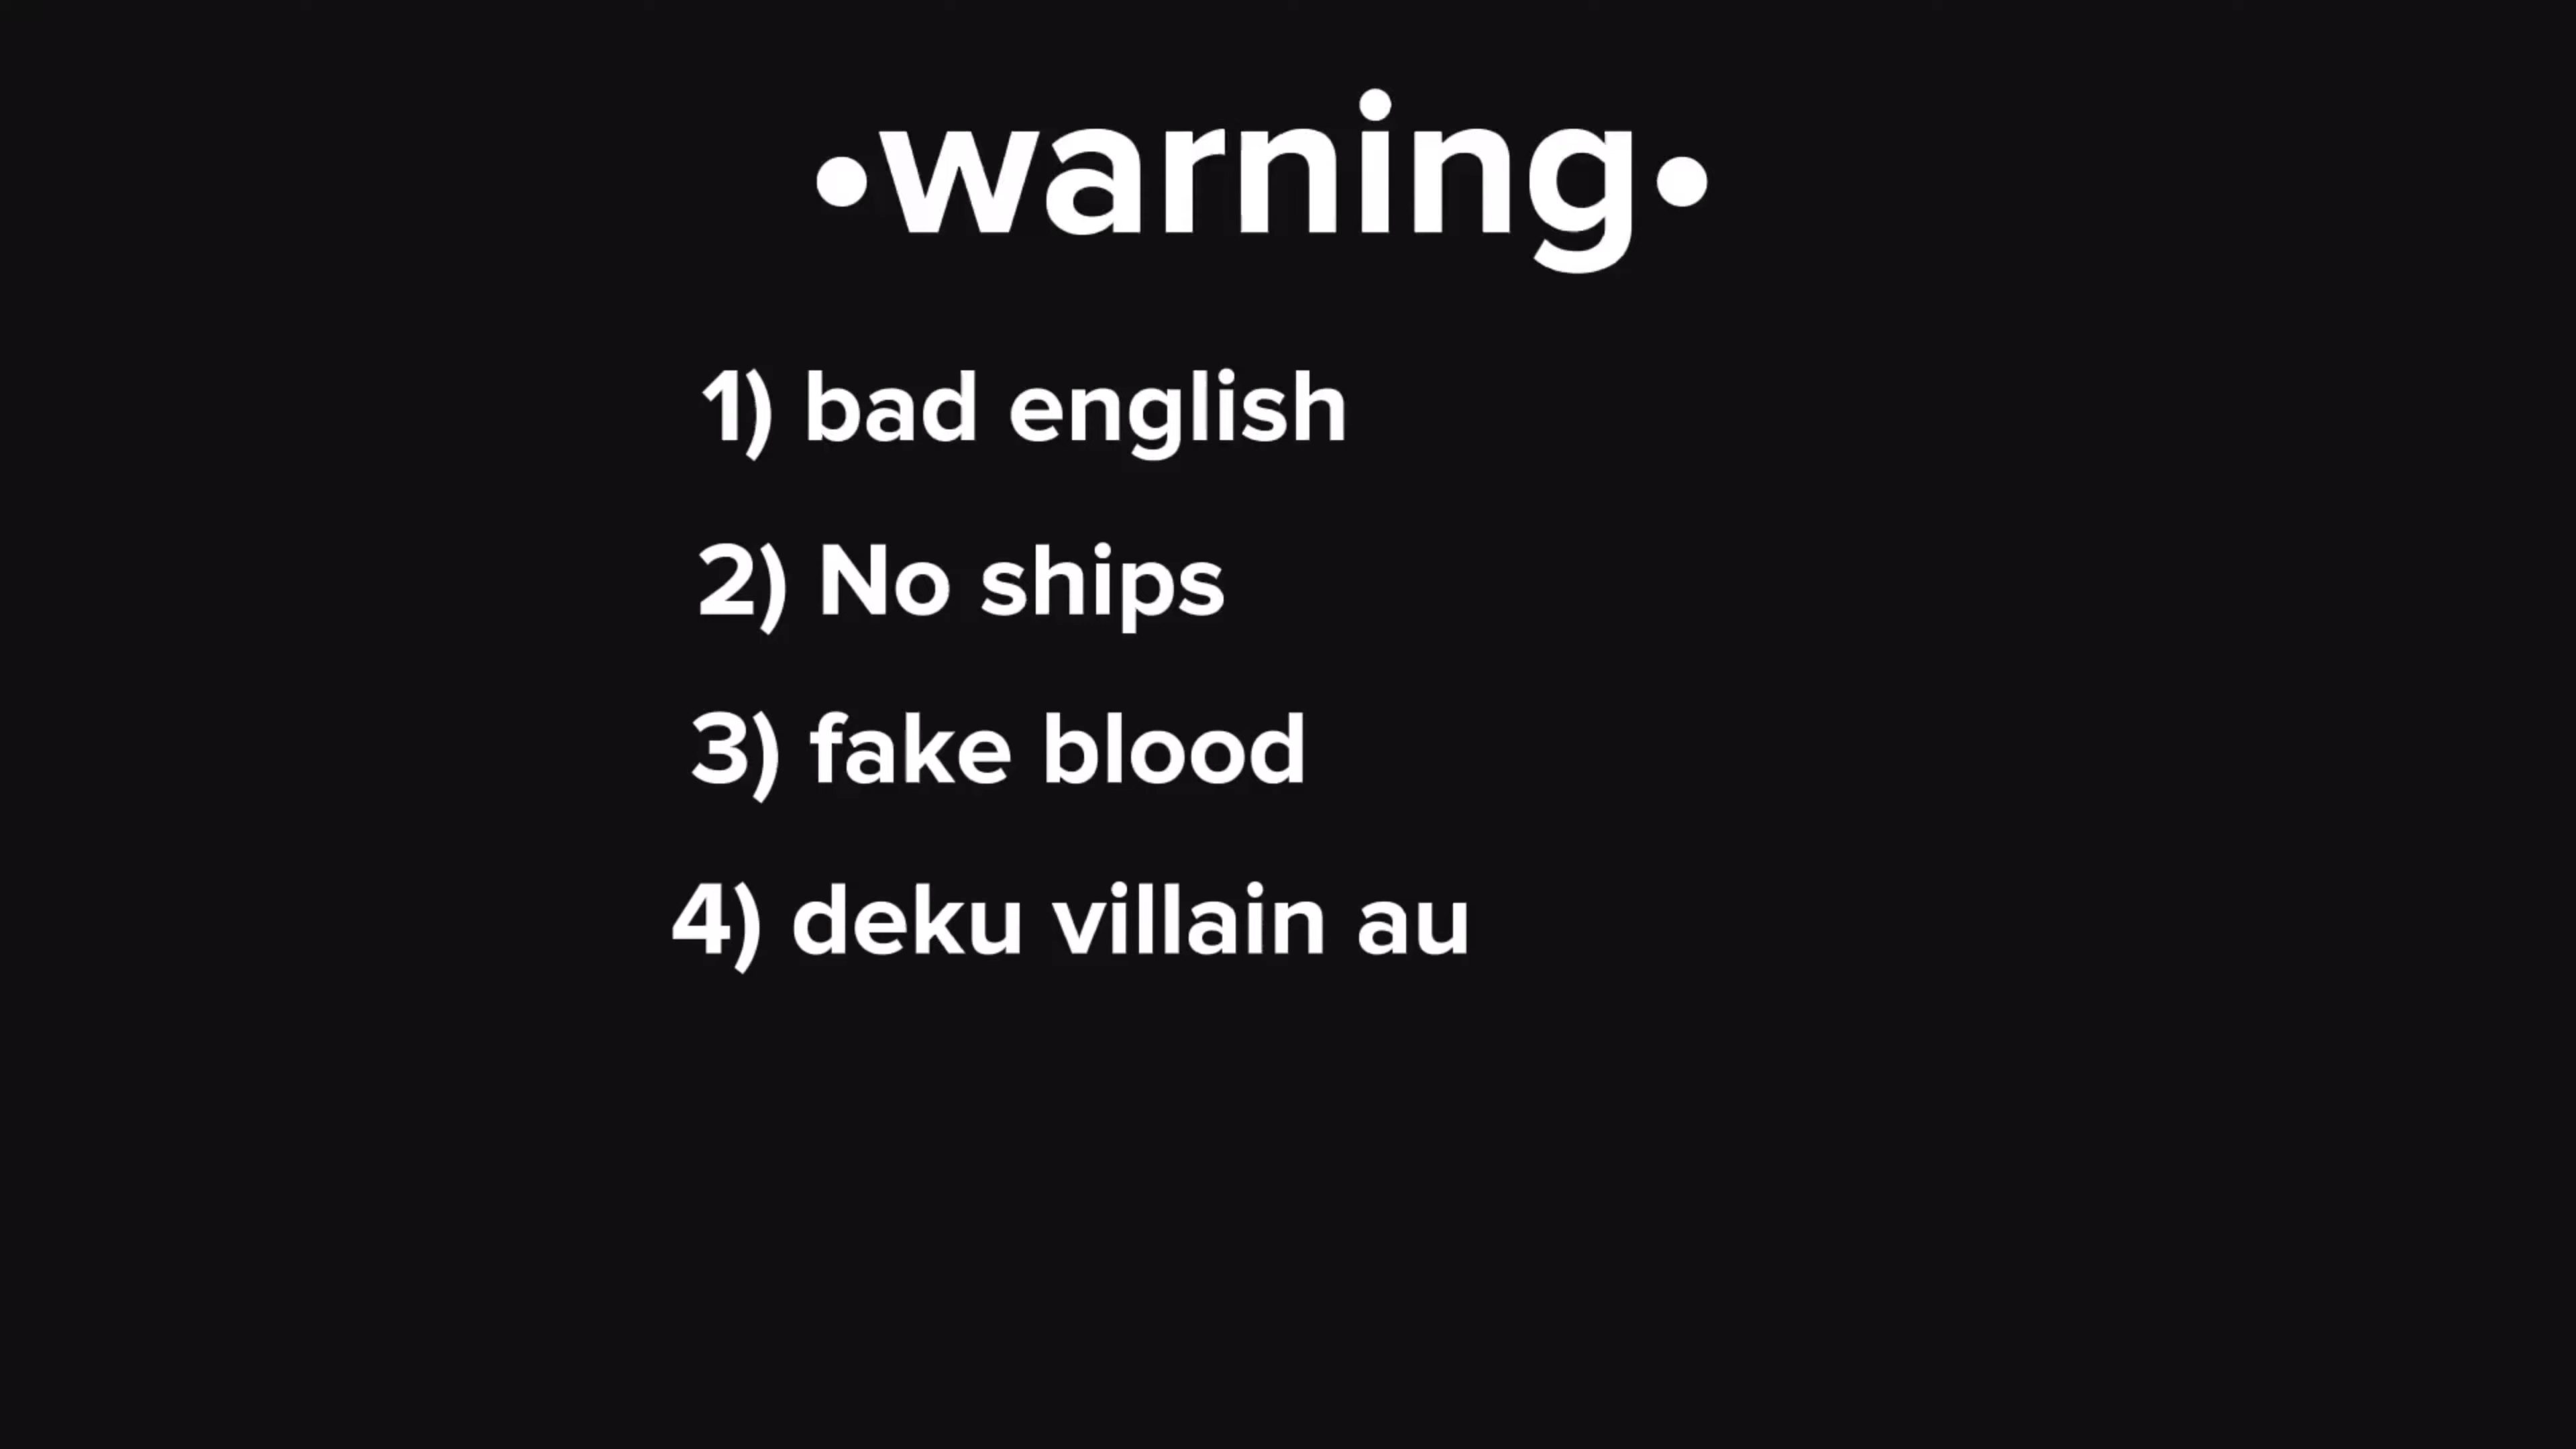 •warning•
1) bad english
2) No ships
3) fake blood
4) deku villain au